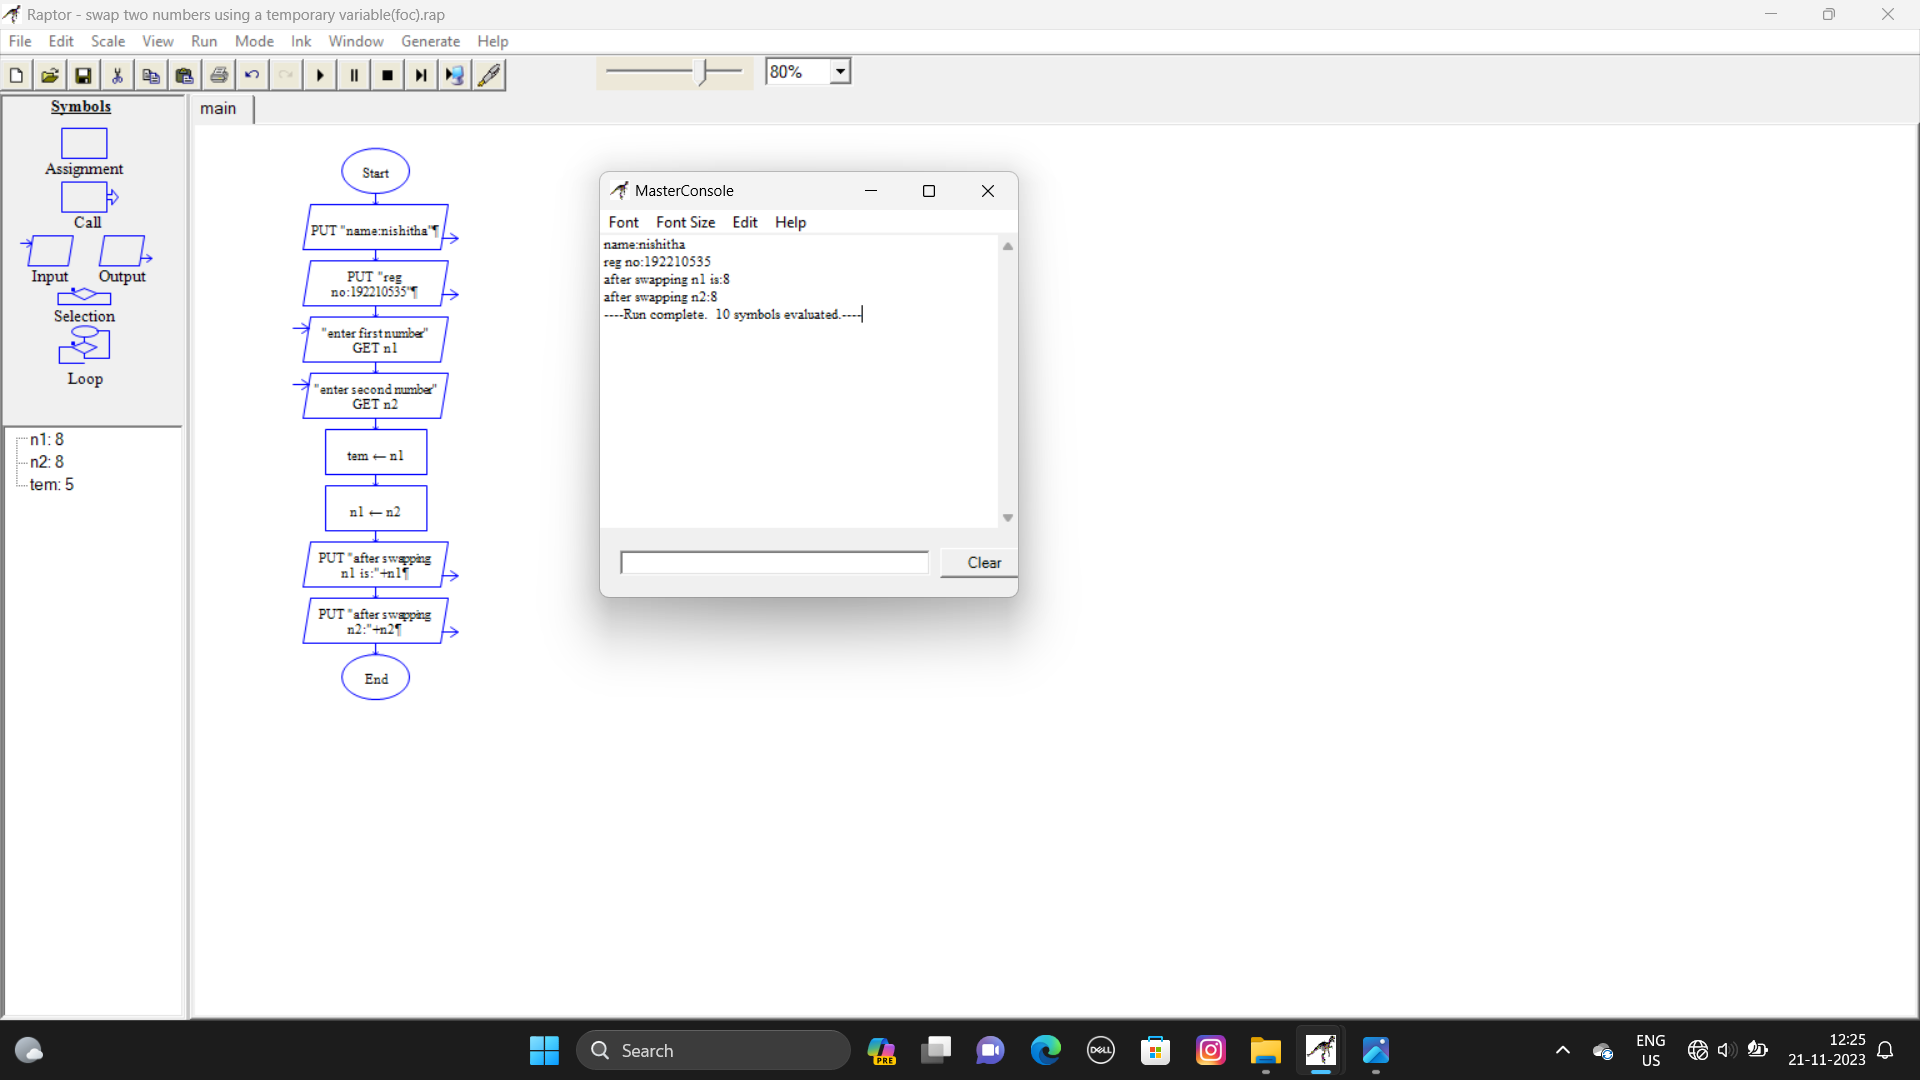 Raptor - swap two numbers using a temporary variable(foc).rap
File Edit Scale View Run Mode Ink Window Generate Help
80%
Symbols
Assignment
Call
Input Output
Selection
Loop
n1: 8
n2: 8
tem: 5
main
Start
PUT "name:nishitha"¶
PUT "reg
no:192210535"¶
"enter first number"
GET n1
"enter second number"
GET n2
tem ← n1
n1 ← n2
PUT "after swapping
n1 is:"+n1¶
PUT "after swapping
n2:"+n2¶
End
MasterConsole
Font Font Size Edit Help
name:nishitha
reg no:192210535
after swapping n1 is:8
after swapping n2:8
----Run complete.  10 symbols evaluated.----
Clear
Search
PRE
DELL
ENG
US
12:25
21-11-2023